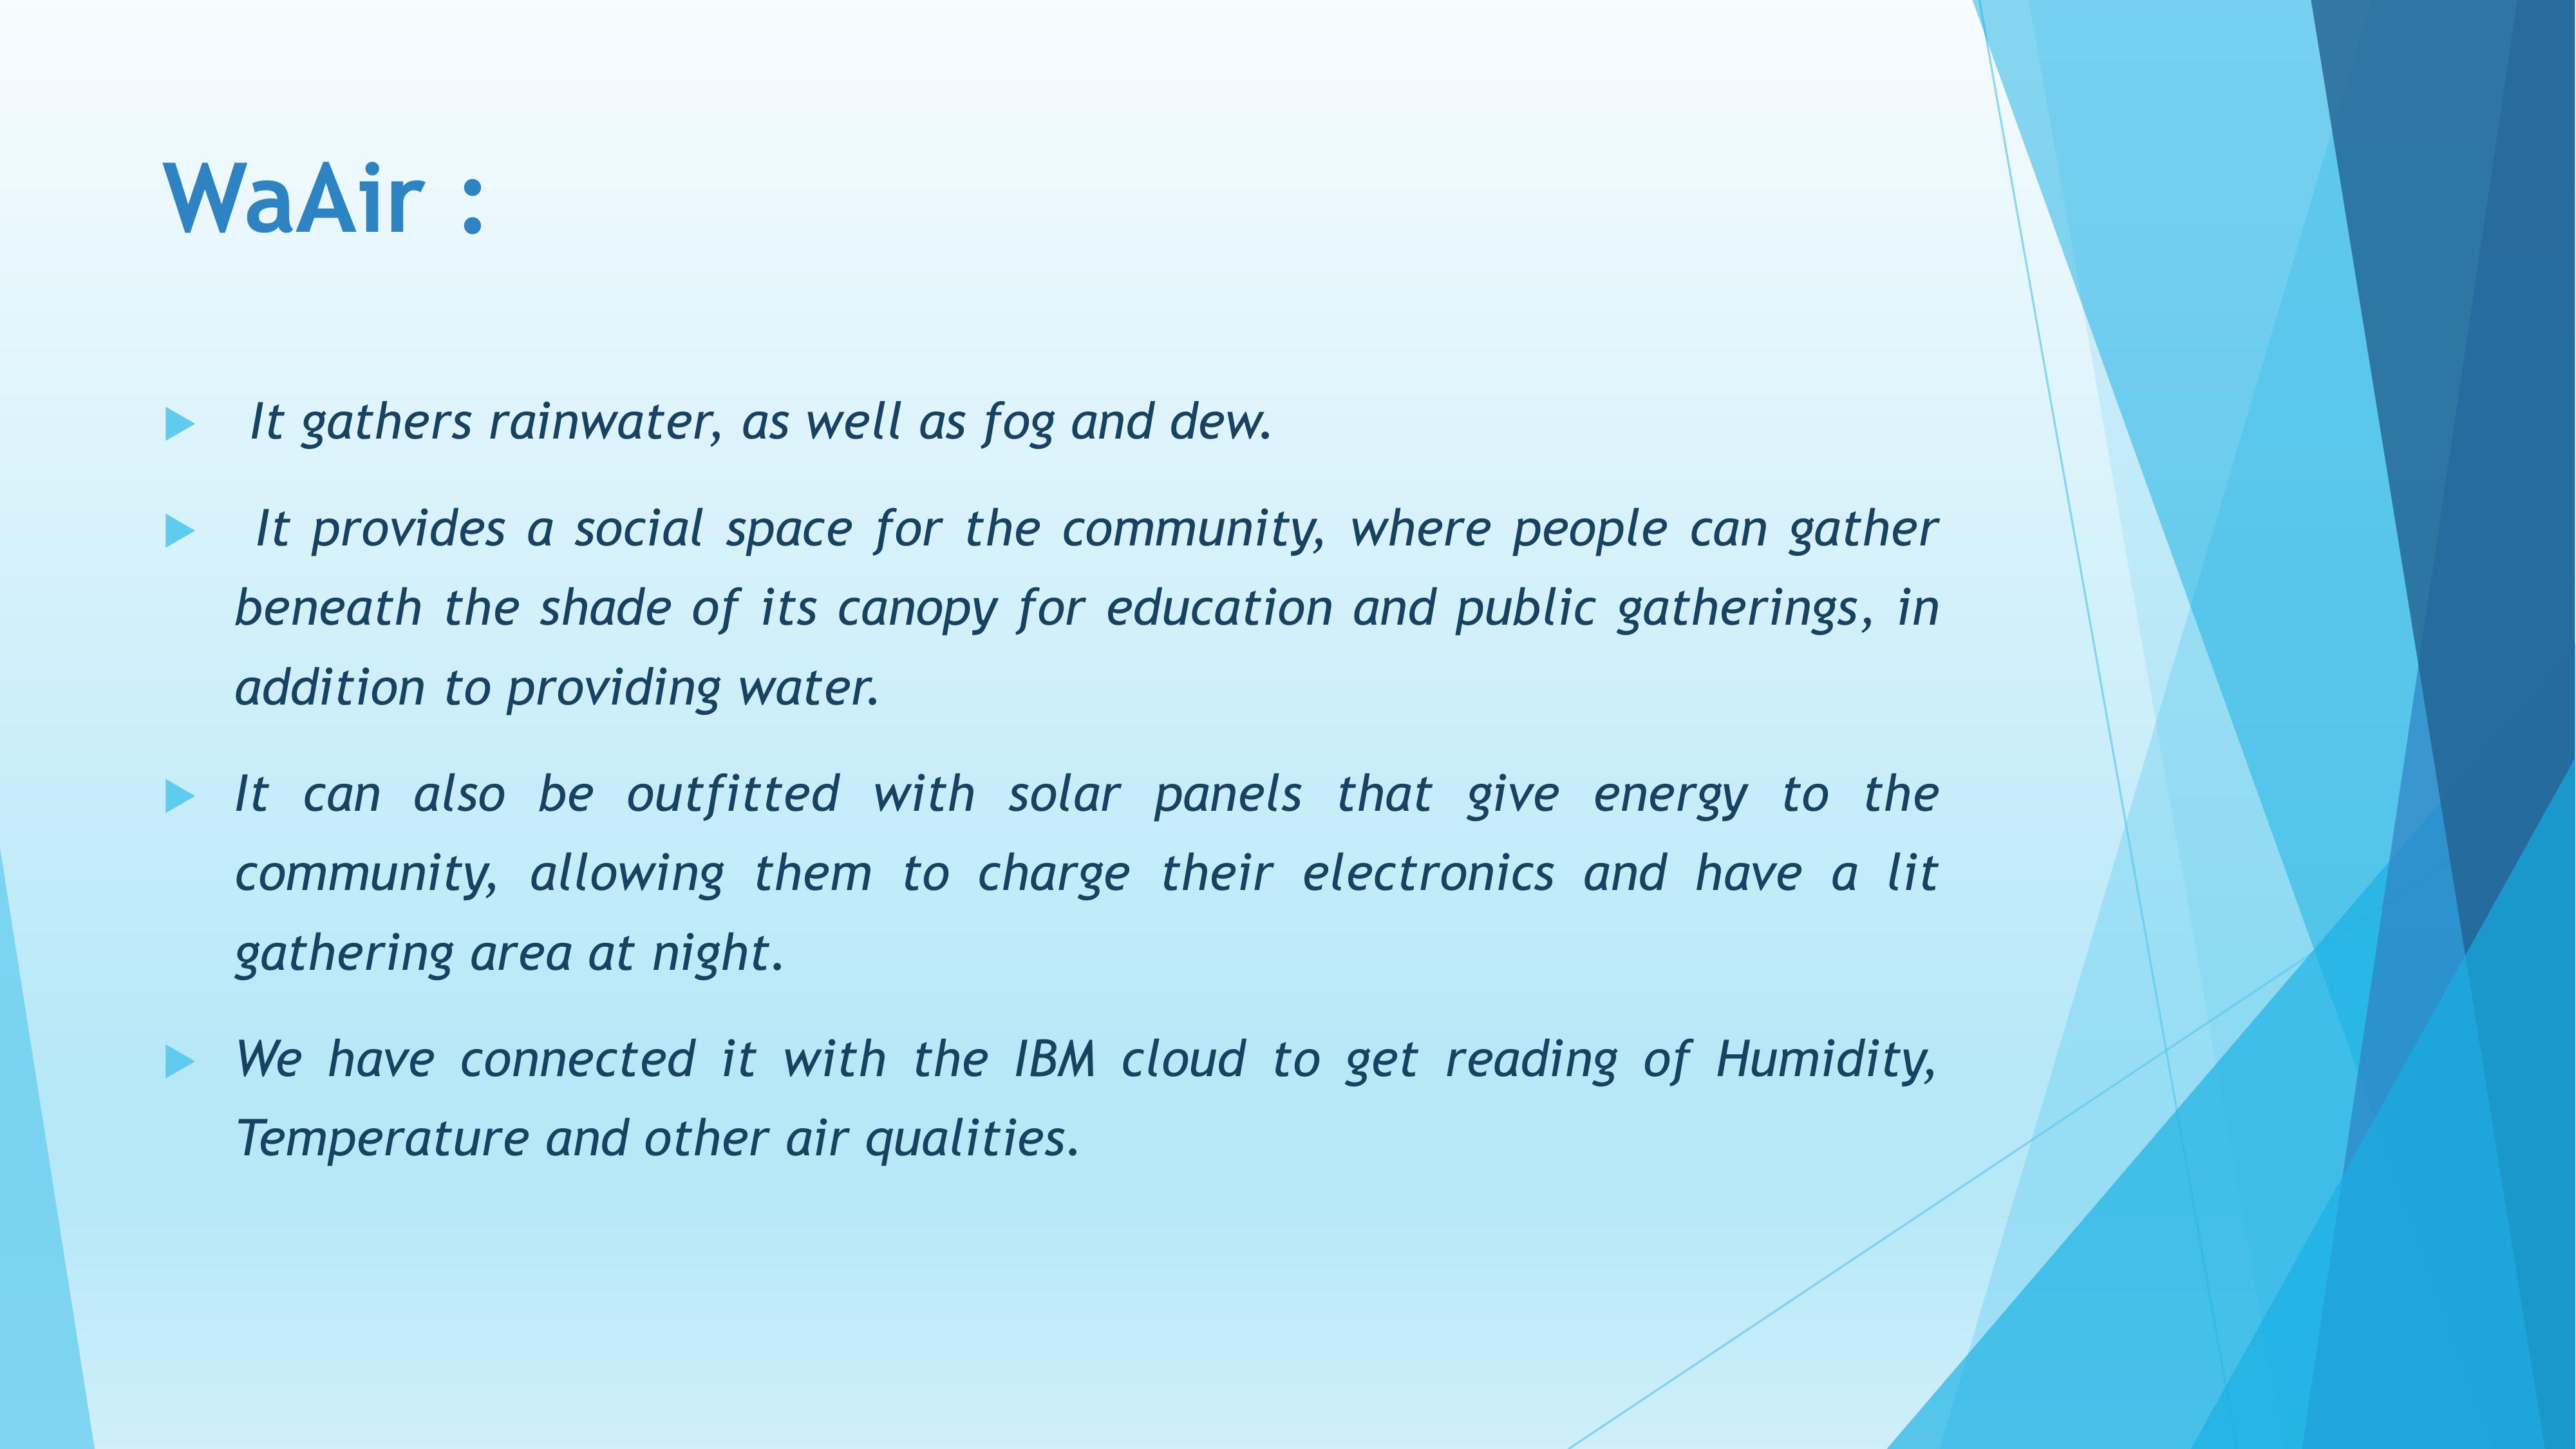 WaAir :
It gathers rainwater, as well as fog and dew.
It provides a social space for the community, where people can gather
beneath the shade of its canopy for education and public gatherings, in
addition to providing water.
It can also be outfitted with solar panels that give energy to the
community, allowing them to charge their electronics and have a lit
gathering area at night.
We have connected it with the IBM cloud to get reading of Humidity,
Temperature and other air qualities.